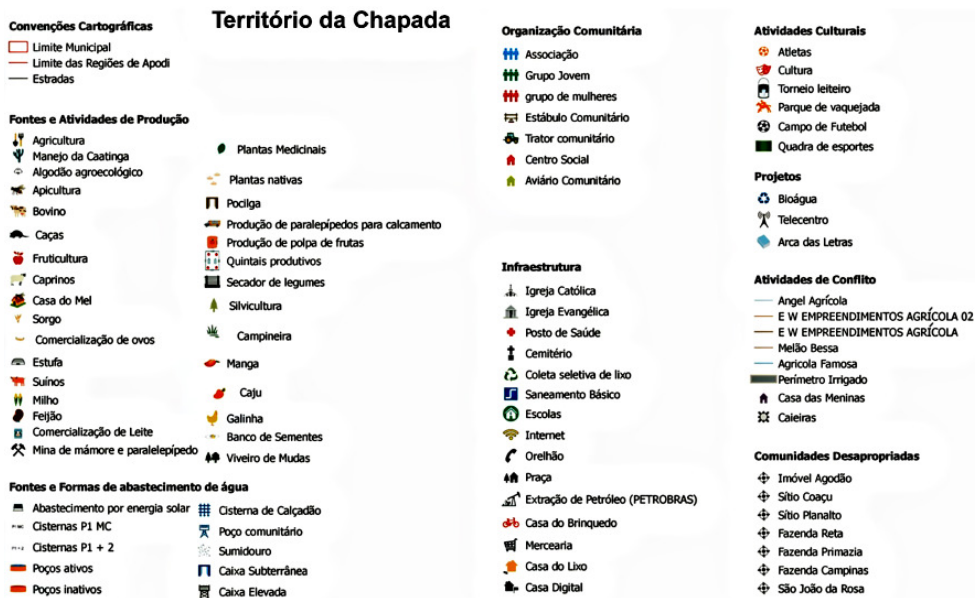 Território da Chapada
Convenções Cartográficas
Limite Municipal
Limite das Regiões de Apodi
Estradas
Fontes e Atividades de Produção
Agricultura
Manejo da Caatinga
Algodão agroecológico
Apicultura
Bovino
Caças
Fruticultura
Caprinos
Casa do Mel
Sorgo
Comercialização de ovos
Estufa
Suínos
Milho
Feijão
Comercialização de Leite
Mina de mámore e paralelepípedo
Plantas Medicinais
Plantas nativas
Pocilga
Produção de paralepípedos para calcamento
Produção de polpa de frutas
Quintais produtivos
Secador de legumes
Silvicultura
Campineira
Manga
Caju
Galinha
Banco de Sementes
Viveiro de Mudas
Fontes e Formas de abastecimento de água
Abastecimento por energia solar
P1 MC Cisternas P1 MC
P1+2 Cisternas P1 + 2
Poços ativos
Poços inativos
Cisterna de Calçadão
Poço comunitário
Sumidouro
Caixa Subterrânea
Caixa Elevada
Organização Comunitária
Associação
Grupo Jovem
grupo de mulheres
Estábulo Comunitário
Trator comunitário
Centro Social
Aviário Comunitário
Infraestrutura
Igreja Católica
Igreja Evangélica
Posto de Saúde
Cemitério
Coleta seletiva de lixo
Saneamento Básico
Escolas
Internet
Orelhão
Praça
Extração de Petróleo (PETROBRAS)
Casa do Brinquedo
Mercearia
Casa do Lixo
Casa Digital
Atividades Culturais
Atletas
Cultura
Torneio leiteiro
Parque de vaquejada
Campo de Futebol
Quadra de esportes
Projetos
Bioágua
Telecentro
Arca das Letras
Atividades de Conflito
Angel Agrícola
E W EMPREENDIMENTOS AGRÍCOLA 02
E W EMPREENDIMENTOS AGRÍCOLA
Melão Bessa
Agricola Famosa
Perímetro Irrigado
Casa das Meninas
Caieiras
Comunidades Desapropriadas
Imóvel Agodão
Sítio Coaçu
Sítio Planalto
Fazenda Reta
Fazenda Primazia
Fazenda Campinas
São João da Rosa